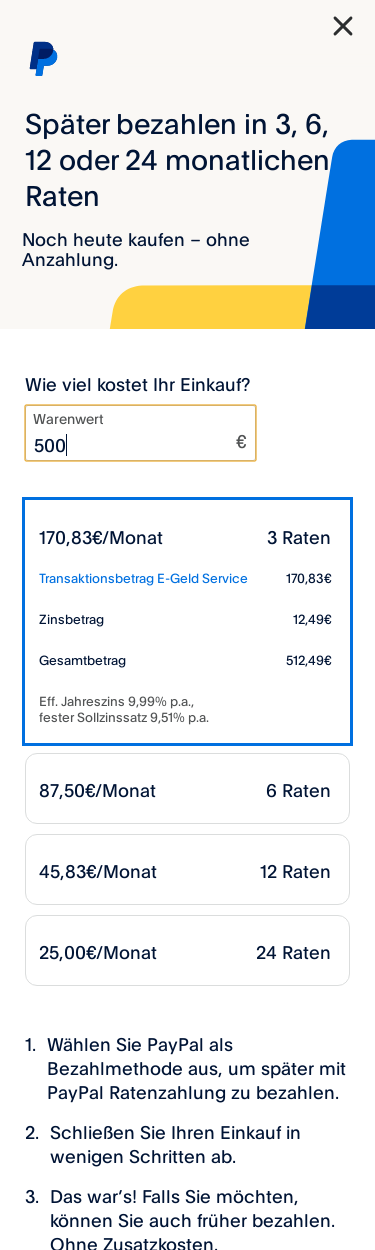 Später bezahlen in 3, 6,
12 oder 24 monatlichen
Raten
Noch heute kaufen – ohne
Anzahlung.
Wie viel kostet Ihr Einkauf?
Warenwert
500 €
170,83€/Monat 3 Raten
Transaktionsbetrag E-Geld Service 170,83€
Zinsbetrag 12,49€
Gesamtbetrag 512,49€
Eff. Jahreszins 9,99% p.a.,
fester Sollzinssatz 9,51% p.a.
87,50€/Monat 6 Raten
45,83€/Monat 12 Raten
25,00€/Monat 24 Raten
1. Wählen Sie PayPal als
Bezahlmethode aus, um später mit
PayPal Ratenzahlung zu bezahlen.
2. Schließen Sie Ihren Einkauf in
wenigen Schritten ab.
3. Das war’s! Falls Sie möchten,
können Sie auch früher bezahlen.
Ohne Zusatzkosten.